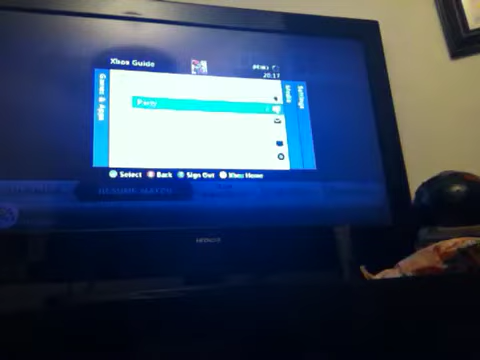 Xbox Guide
20:17
Games & Apps
Party
Media
Settings
Select Back Sign Out Xbox Home
HITACHI